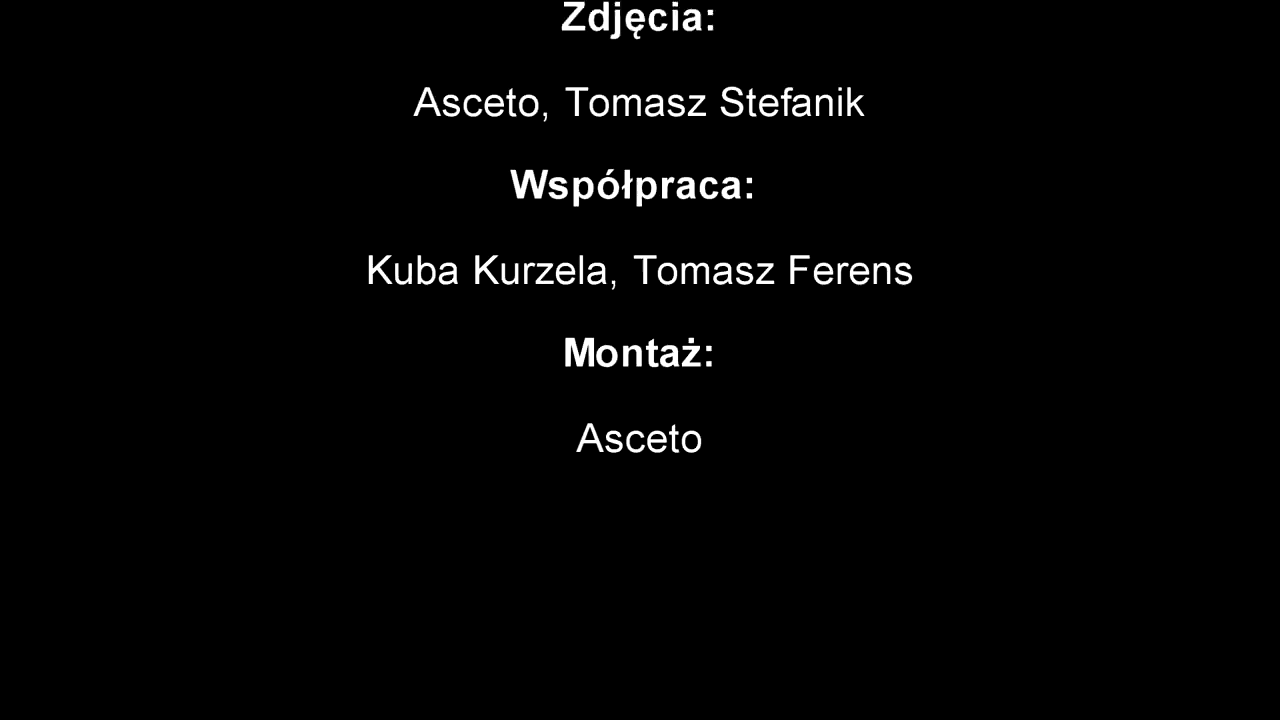 Zdjęcia:
Asceto, Tomasz Stefanik
Współpraca:
Kuba Kurzela, Tomasz Ferens
Montaż:
Asceto